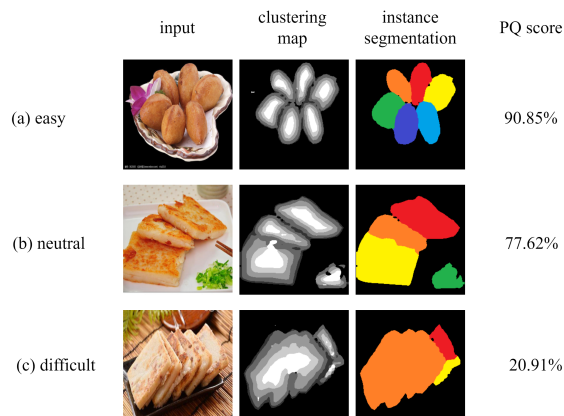 input
clustering
map
instance
segmentation
PQ score
(a) easy
90.85%
(b) neutral
77.62%
(c) difficult
20.91%